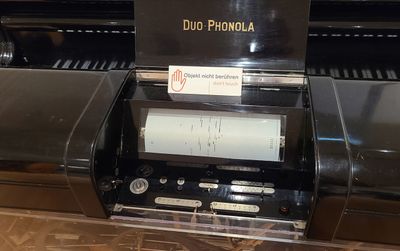 DUO-PHONOLA
Objekt nicht berühren
don't touch